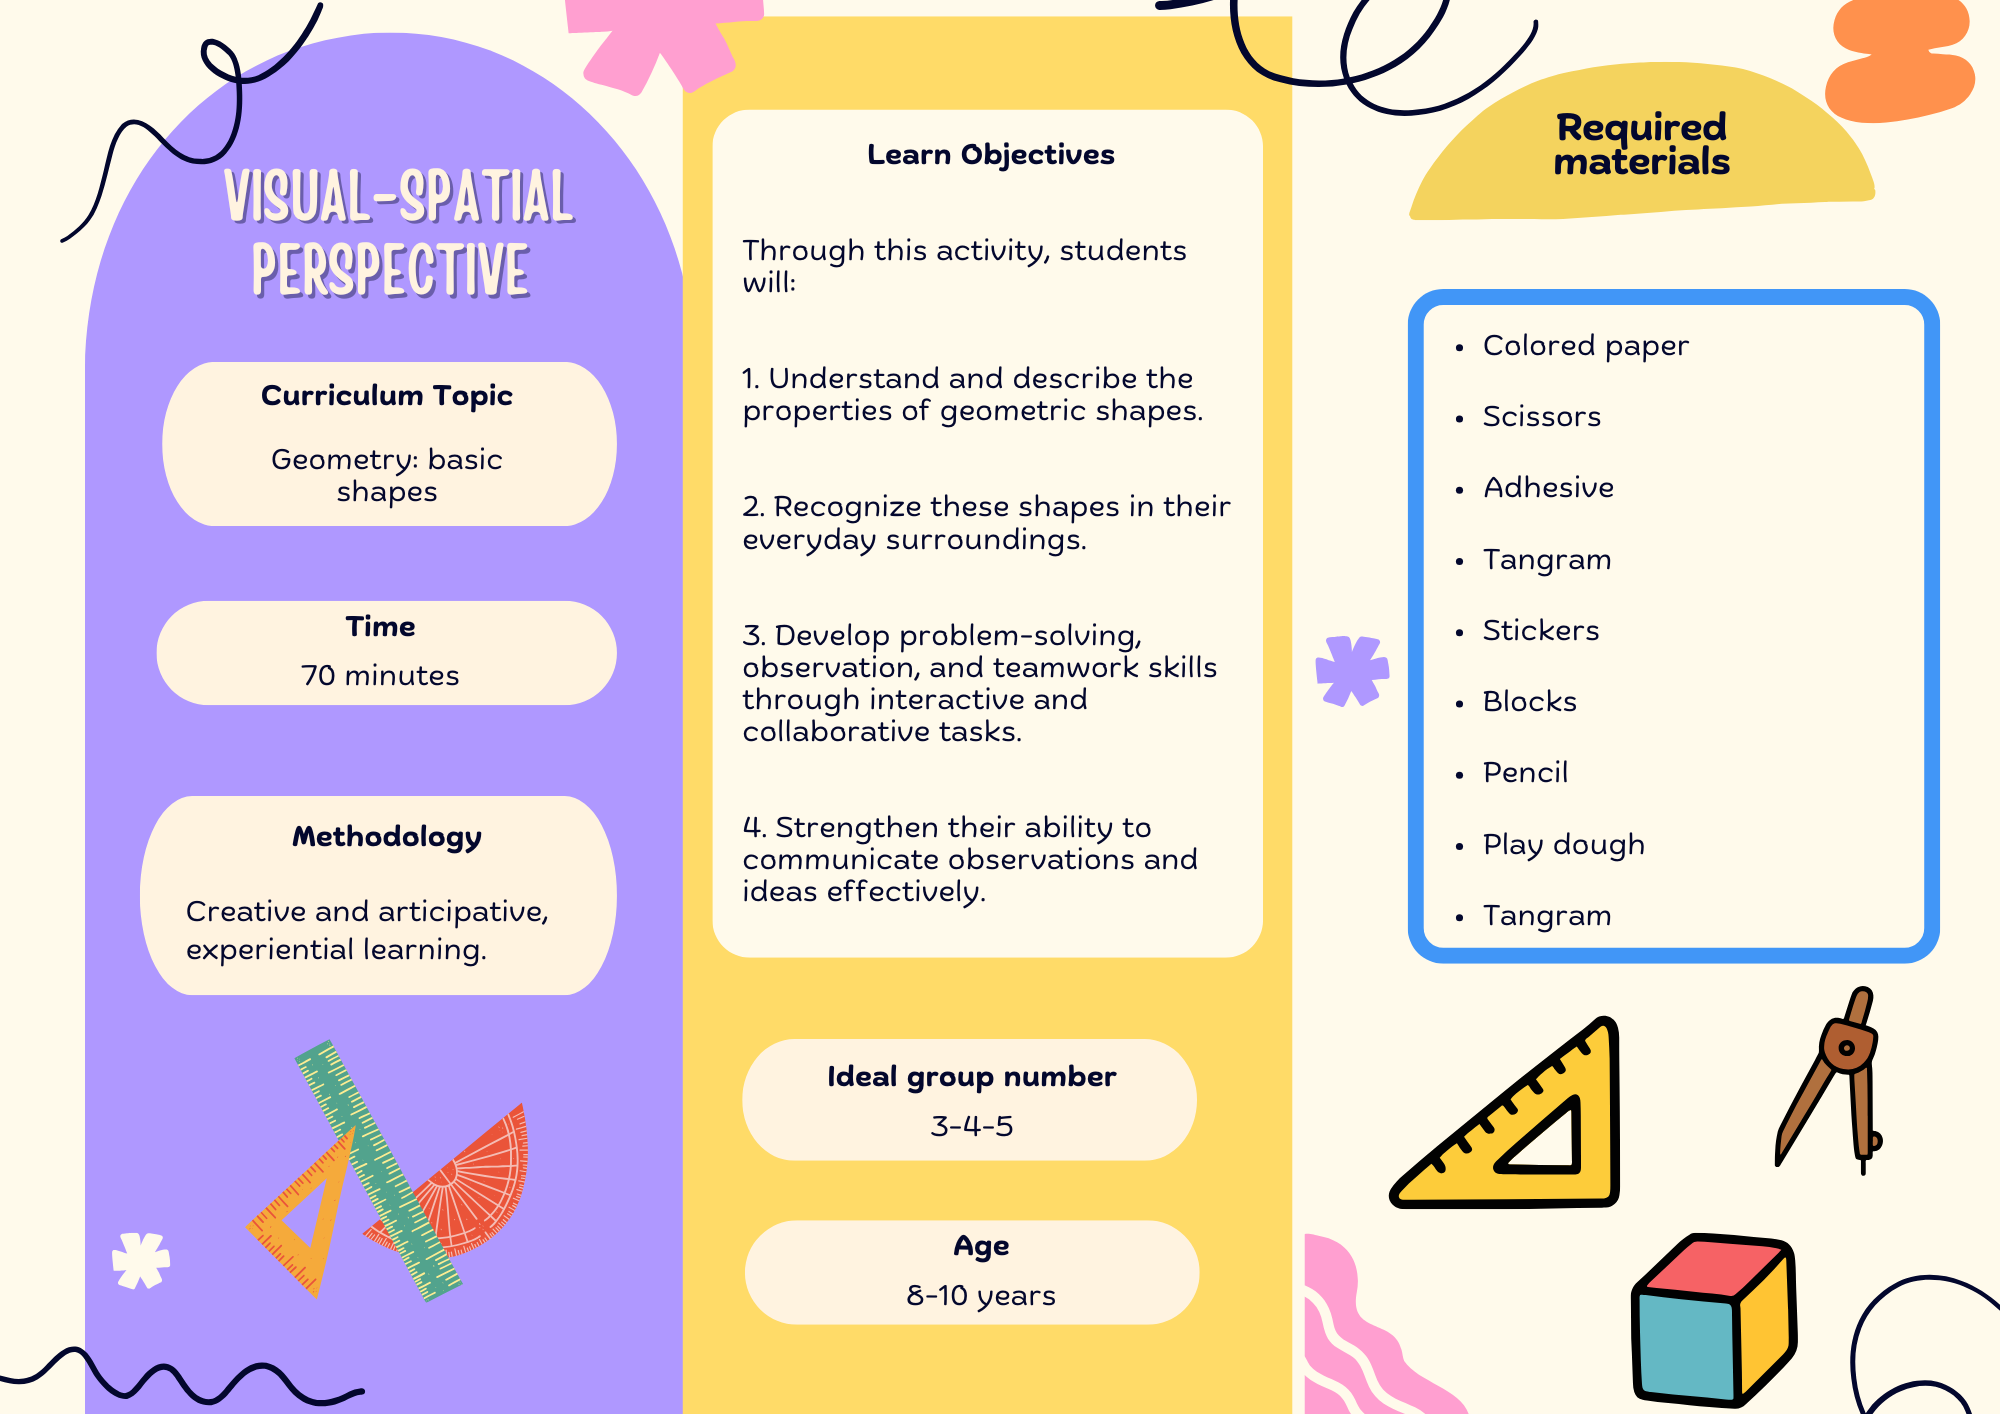 VISUAL-SPATIAL
PERSPECTIVE
Curriculum Topic
Geometry: basic
shapes
Time
70 minutes
Methodology
Creative and articipative,
experiential learning.
Learn Objectives
Through this activity, students
will:
1. Understand and describe the
properties of geometric shapes.
2. Recognize these shapes in their
everyday surroundings.
3. Develop problem-solving,
observation, and teamwork skills
through interactive and
collaborative tasks.
4. Strengthen their ability to
communicate observations and
ideas effectively.
Ideal group number
3-4-5
Age
8-10 years
Required
materials
• Colored paper
• Scissors
• Adhesive
• Tangram
• Stickers
• Blocks
• Pencil
• Play dough
• Tangram